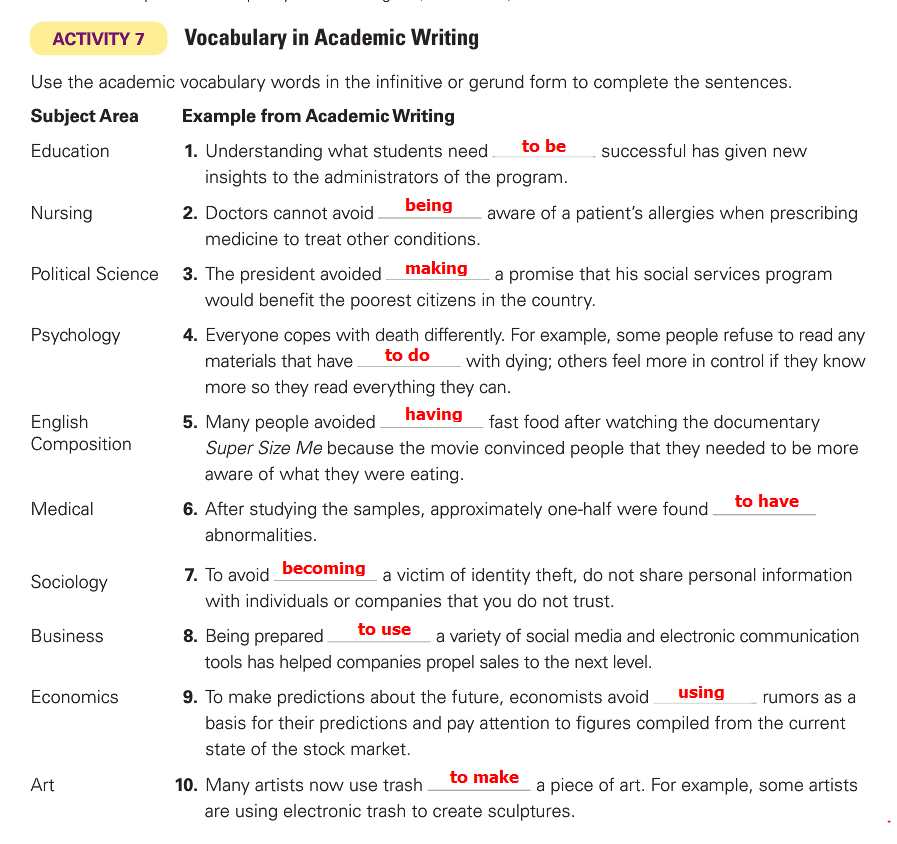 ACTIVITY 7 Vocabulary in Academic Writing
Use the academic vocabulary words in the infinitive or gerund form to complete the sentences.
Subject Area Example from Academic Writing
Education 1. Understanding what students need to be successful has given new
insights to the administrators of the program.
Nursing 2. Doctors cannot avoid being aware of a patient's allergies when prescribing
medicine to treat other conditions.
Political Science 3. The president avoided making a promise that his social services program
would benefit the poorest citizens in the country.
Psychology 4. Everyone copes with death differently. For example, some people refuse to read any
materials that have to do with dying; others feel more in control if they know
more so they read everything they can.
English 5. Many people avoided having fast food after watching the documentary
Composition Super Size Me because the movie convinced people that they needed to be more
aware of what they were eating.
Medical 6. After studying the samples, approximately one-half were found to have
abnormalities.
Sociology 7. To avoid becoming a victim of identity theft, do not share personal information
with individuals or companies that you do not trust.
Business 8. Being prepared to use a variety of social media and electronic communication
tools has helped companies propel sales to the next level.
Economics 9. To make predictions about the future, economists avoid using rumors as a
basis for their predictions and pay attention to figures compiled from the current
state of the stock market.
Art 10. Many artists now use trash to make a piece of art. For example, some artists
are using electronic trash to create sculptures.